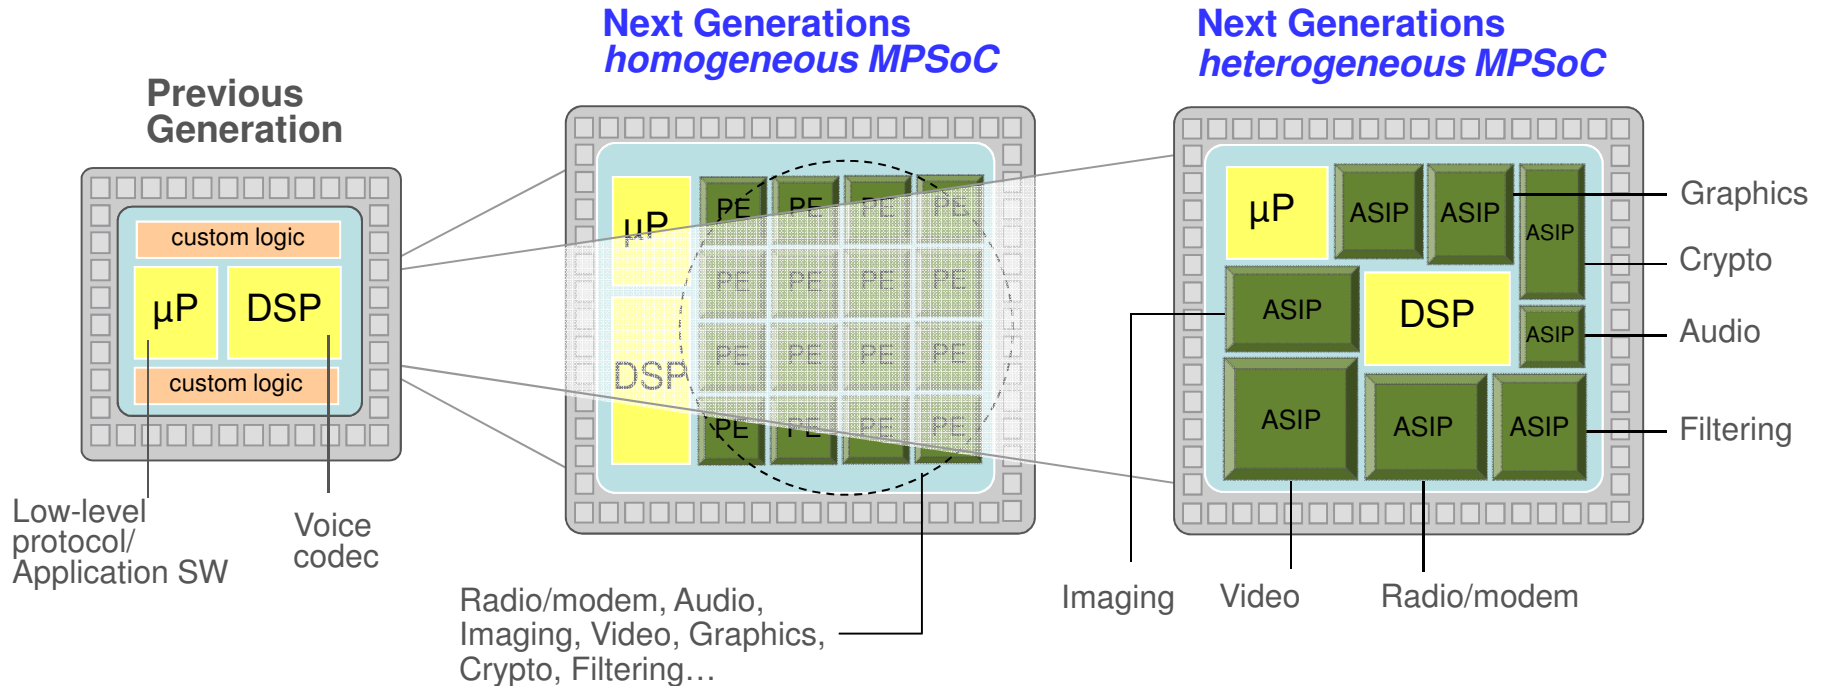 Previous
Generation
custom logic
µP
DSP
custom logic
Low-level
protocol/
Application SW
Voice
codec
Next Generations
homogeneous MPSoC
µP
DSP
PE PE PE PE
PE PE PE PE
PE PE PE PE
PE PE PE PE
Radio/modem, Audio,
Imaging, Video, Graphics,
Crypto, Filtering…
Next Generations
heterogeneous MPSoC
µP
ASIP
ASIP
ASIP
ASIP
DSP
ASIP
ASIP
ASIP
ASIP
Graphics
Crypto
Audio
Filtering
Imaging
Video
Radio/modem